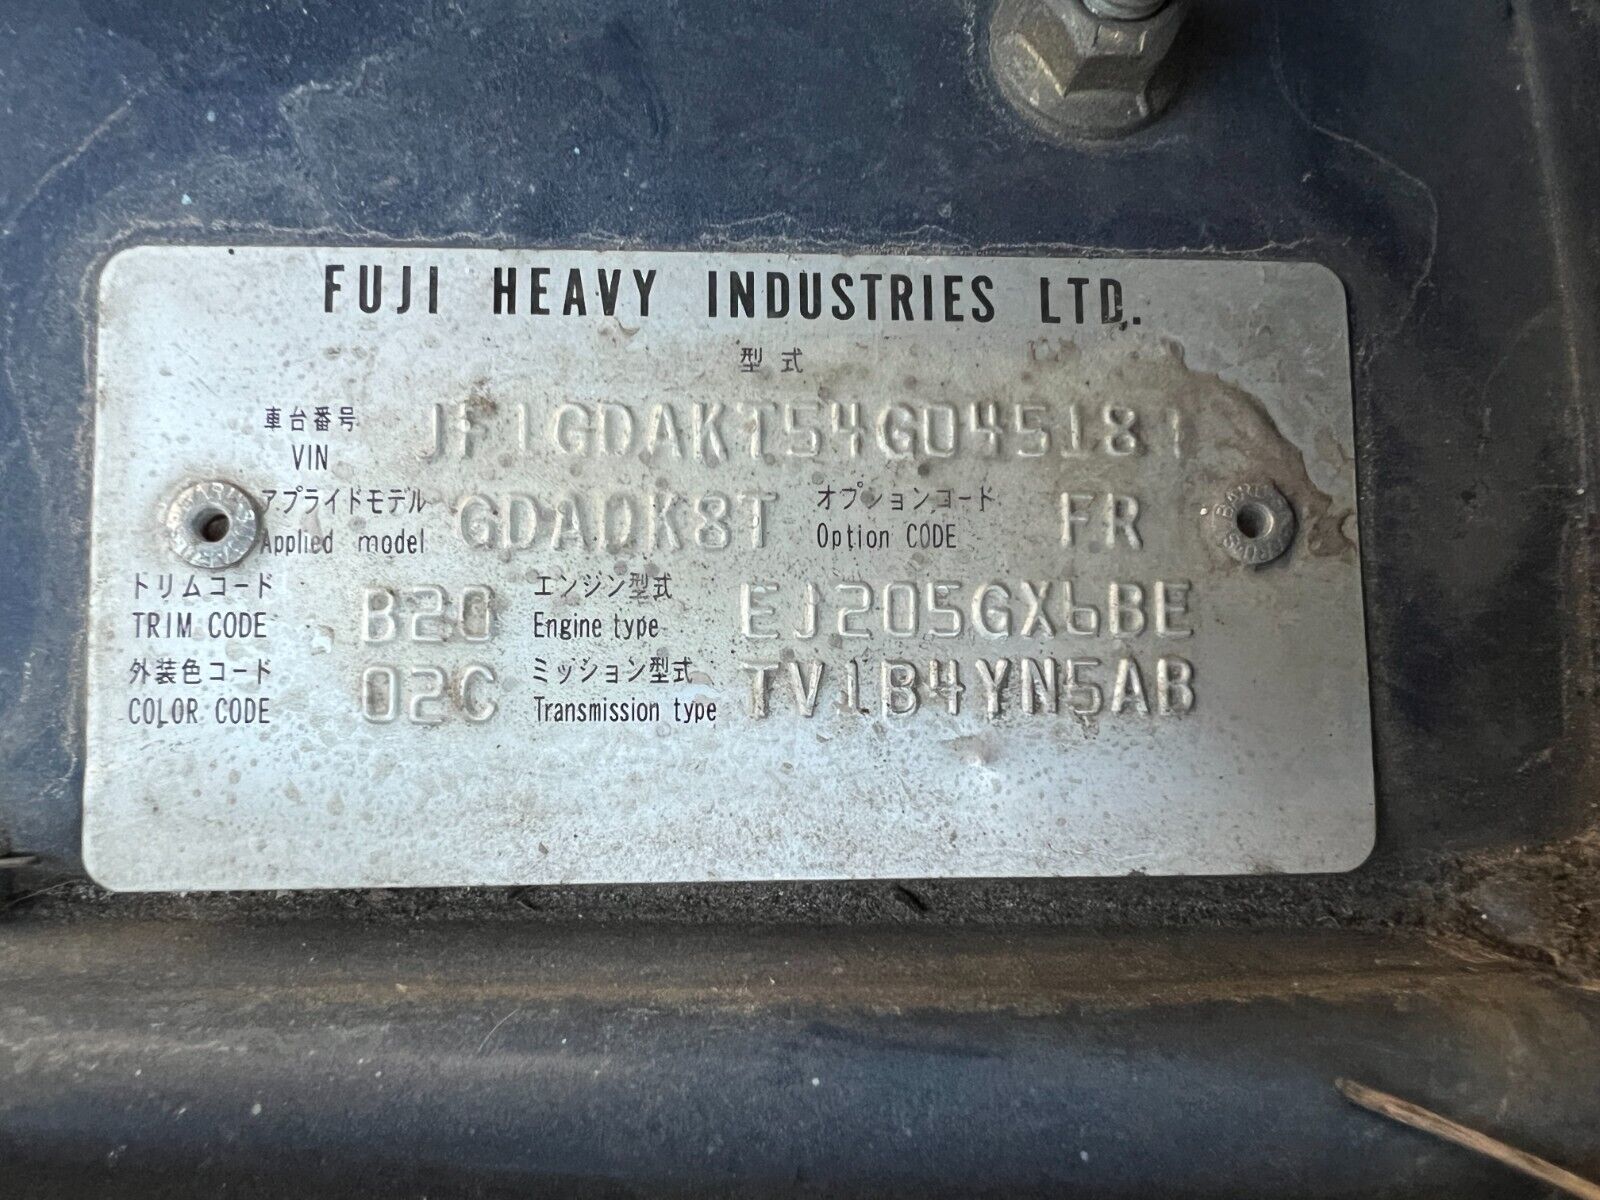 FUJI HEAVY INDUSTRIES LTD.
型式
車台番号
VIN JF1GDAKT54G045181
アプライドモデル オプションコード
Applied model GDA0K8T Option CODE FR
トリムコード エンジン型式
TRIM CODE B20 Engine type EJ205GX6BE
外装色コード ミッション型式
COLOR CODE 02C Transmission type TV1B4YN5AB